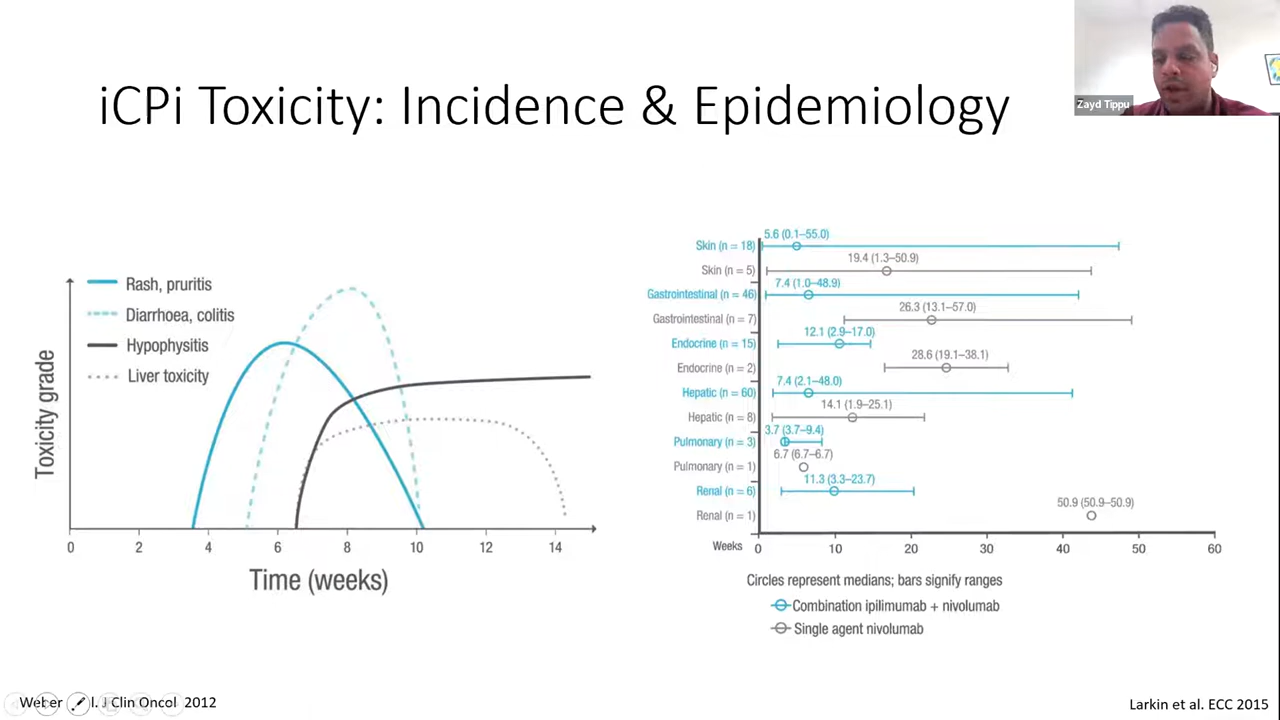 iCPi Toxicity: Incidence & Epidemiology
Zayd Tippu
Rash, pruritis
Diarrhoea, colitis
Hypophysitis
Liver toxicity
Toxicity grade
0 2 4 6 8 10 12 14
Time (weeks)
Skin (n = 18) 5.6 (0.1–55.0)
Skin (n = 5) 19.4 (1.3–50.9)
Gastrointestinal (n = 46) 7.4 (1.0–48.9)
Gastrointestinal (n = 7) 26.3 (13.1–57.0)
Endocrine (n = 15) 12.1 (2.9–17.0)
Endocrine (n = 2) 28.6 (19.1–38.1)
Hepatic (n = 60) 7.4 (2.1–48.0)
Hepatic (n = 8) 14.1 (1.9–25.1)
Pulmonary (n = 3) 3.7 (3.7–9.4)
Pulmonary (n = 1) 6.7 (6.7–6.7)
Renal (n = 6) 11.3 (3.3–23.7)
Renal (n = 1) 50.9 (50.9–50.9)
Weeks 0 10 20 30 40 50 60
Circles represent medians; bars signify ranges
Combination ipilimumab + nivolumab
Single agent nivolumab
Weber l. J Clin Oncol 2012
Larkin et al. ECC 2015